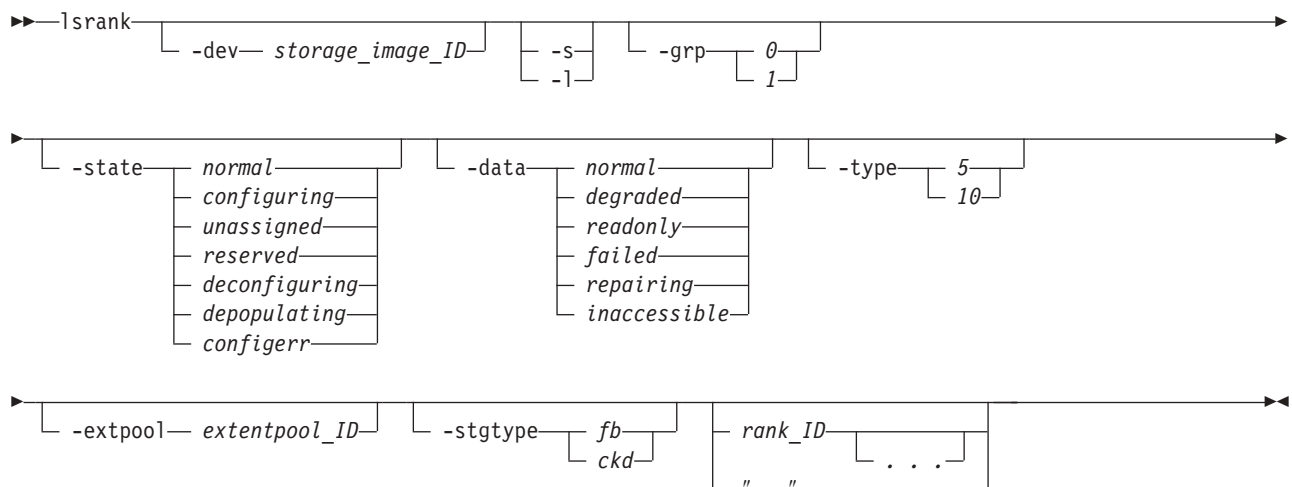 lsrank
-dev storage_image_ID
-s
-l
-grp 0
1
-state normal
configuring
unassigned
reserved
deconfiguring
depopulating
configerr
-data normal
degraded
readonly
failed
repairing
inaccessible
-type 5
10
-extpool extentpool_ID
-stgtype fb
ckd
rank_ID
. . .
" "